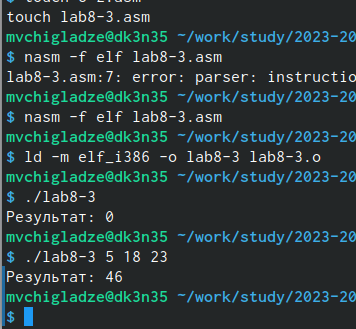 touch lab8-3.asm
mvchigladze@dk3n35 ~/work/study/2023-20
$ nasm -f elf lab8-3.asm
lab8-3.asm:7: error: parser: instructio
mvchigladze@dk3n35 ~/work/study/2023-20
$ nasm -f elf lab8-3.asm
mvchigladze@dk3n35 ~/work/study/2023-20
$ ld -m elf_i386 -o lab8-3 lab8-3.o
mvchigladze@dk3n35 ~/work/study/2023-20
$ ./lab8-3
Результат: 0
mvchigladze@dk3n35 ~/work/study/2023-20
$ ./lab8-3 5 18 23
Результат: 46
mvchigladze@dk3n35 ~/work/study/2023-20
$